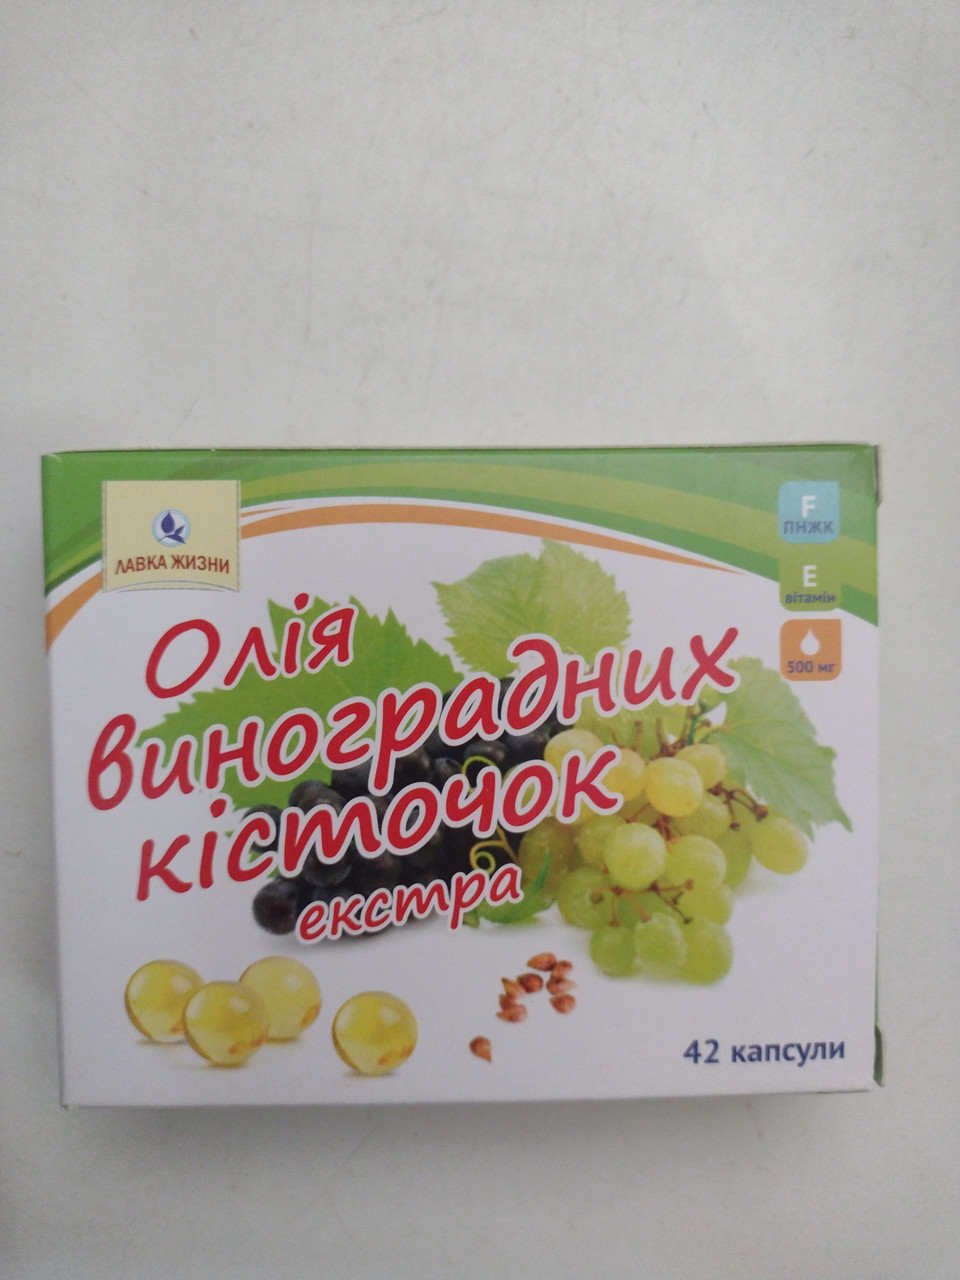 ЛАВКА ЖИЗНИ
F
ПНЖК
E
вітамін
500 мг
Олія
виноградних
кісточок
екстра
42 капсули